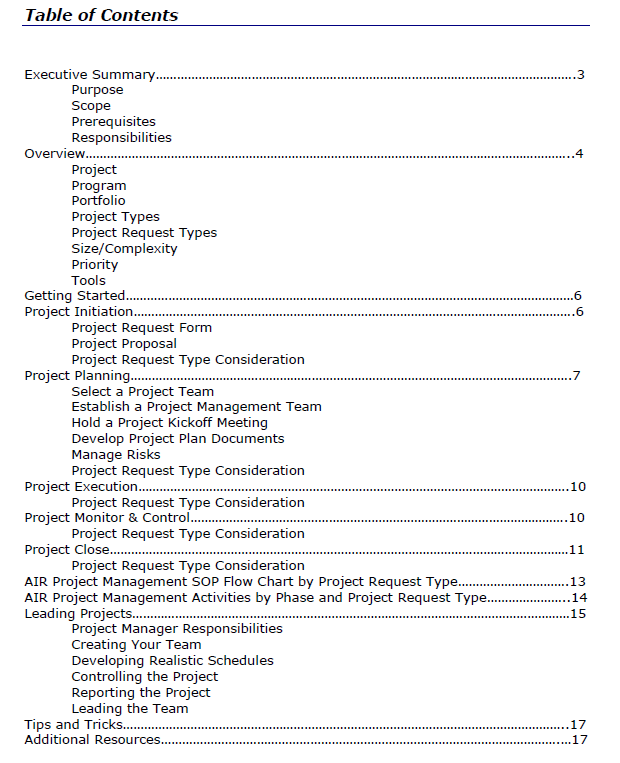 Table of Contents
Executive Summary……………………………………………………………………………………………………..3
Purpose
Scope
Prerequisites
Responsibilities
Overview……………………………………………………………………………………………………………………..4
Project
Program
Portfolio
Project Types
Project Request Types
Size/Complexity
Priority
Tools
Getting Started……………………………………………………………………………………………………………6
Project Initiation………………………………………………………………………………………………………….6
Project Request Form
Project Proposal
Project Request Type Consideration
Project Planning………………………………………………………………………………………………………….7
Select a Project Team
Establish a Project Management Team
Hold a Project Kickoff Meeting
Develop Project Plan Documents
Manage Risks
Project Request Type Consideration
Project Execution……………………………………………………………………………………………………….10
Project Request Type Consideration
Project Monitor & Control………………………………………………………………………………………….10
Project Request Type Consideration
Project Close………………………………………………………………………………………………………………11
Project Request Type Consideration
AIR Project Management SOP Flow Chart by Project Request Type………………………….13
AIR Project Management Activities by Phase and Project Request Type…………………..14
Leading Projects…………………………………………………………………………………………………………15
Project Manager Responsibilities
Creating Your Team
Developing Realistic Schedules
Controlling the Project
Reporting the Project
Leading the Team
Tips and Tricks…………………………………………………………………………………………………………..17
Additional Resources………………………………………………………………………………………………….17